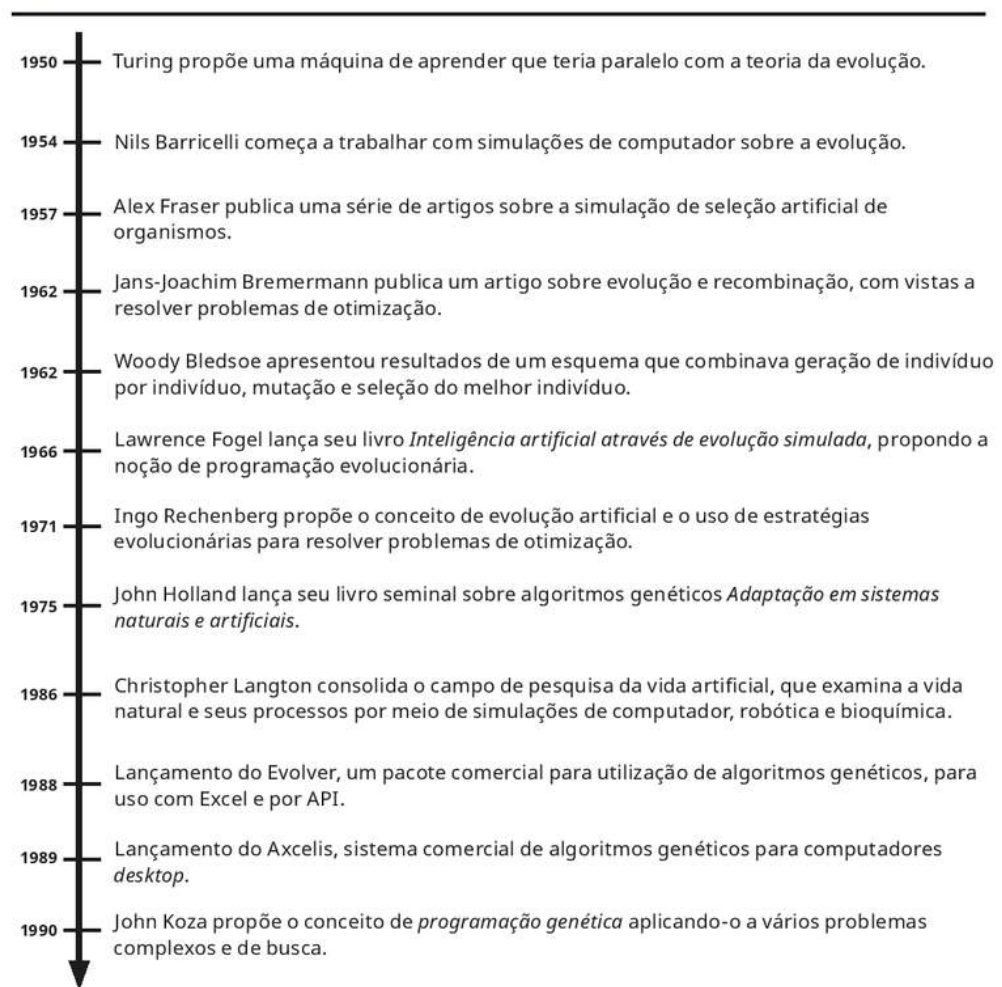 1950 Turing propõe uma máquina de aprender que teria paralelo com a teoria da evolução.
1954 Nils Barricelli começa a trabalhar com simulações de computador sobre a evolução.
1957 Alex Fraser publica uma série de artigos sobre a simulação de seleção artificial de
organismos.
1962 Jans-Joachim Bremermann publica um artigo sobre evolução e recombinação, com vistas a
resolver problemas de otimização.
1962 Woody Bledsoe apresentou resultados de um esquema que combinava geração de indivíduo
por indivíduo, mutação e seleção do melhor indivíduo.
1966 Lawrence Fogel lança seu livro Inteligência artificial através de evolução simulada, propondo a
noção de programação evolucionária.
1971 Ingo Rechenberg propõe o conceito de evolução artificial e o uso de estratégias
evolucionárias para resolver problemas de otimização.
1975 John Holland lança seu livro seminal sobre algoritmos genéticos Adaptação em sistemas
naturais e artificiais.
1986 Christopher Langton consolida o campo de pesquisa da vida artificial, que examina a vida
natural e seus processos por meio de simulações de computador, robótica e bioquímica.
1988 Lançamento do Evolver, um pacote comercial para utilização de algoritmos genéticos, para
uso com Excel e por API.
1989 Lançamento do Axcelis, sistema comercial de algoritmos genéticos para computadores
desktop.
1990 John Koza propõe o conceito de programação genética aplicando-o a vários problemas
complexos e de busca.